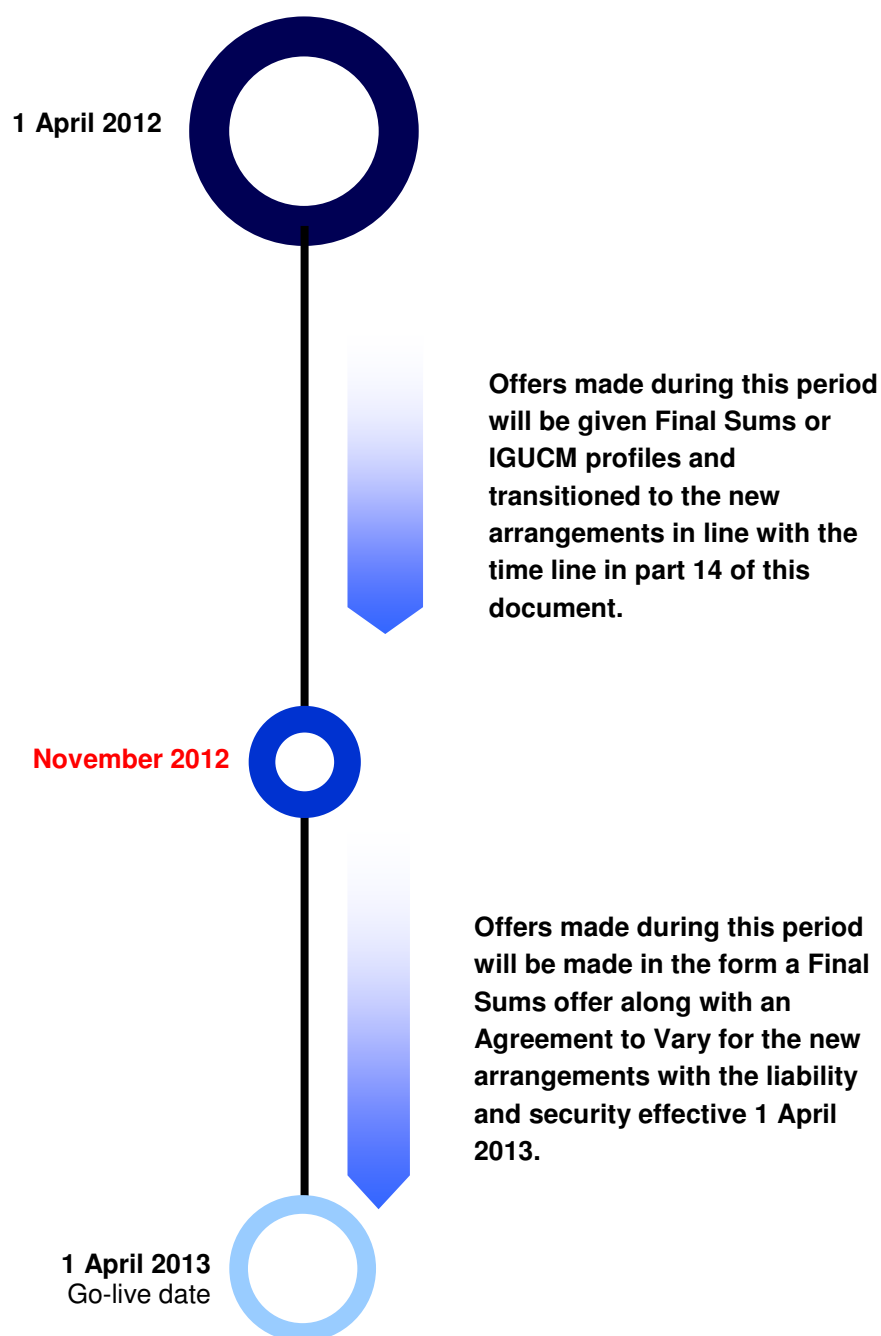 1 April 2012
Offers made during this period
will be given Final Sums or
IGUCM profiles and
transitioned to the new
arrangements in line with the
time line in part 14 of this
document.
November 2012
Offers made during this period
will be made in the form a Final
Sums offer along with an
Agreement to Vary for the new
arrangements with the liability
and security effective 1 April
2013.
1 April 2013
Go-live date